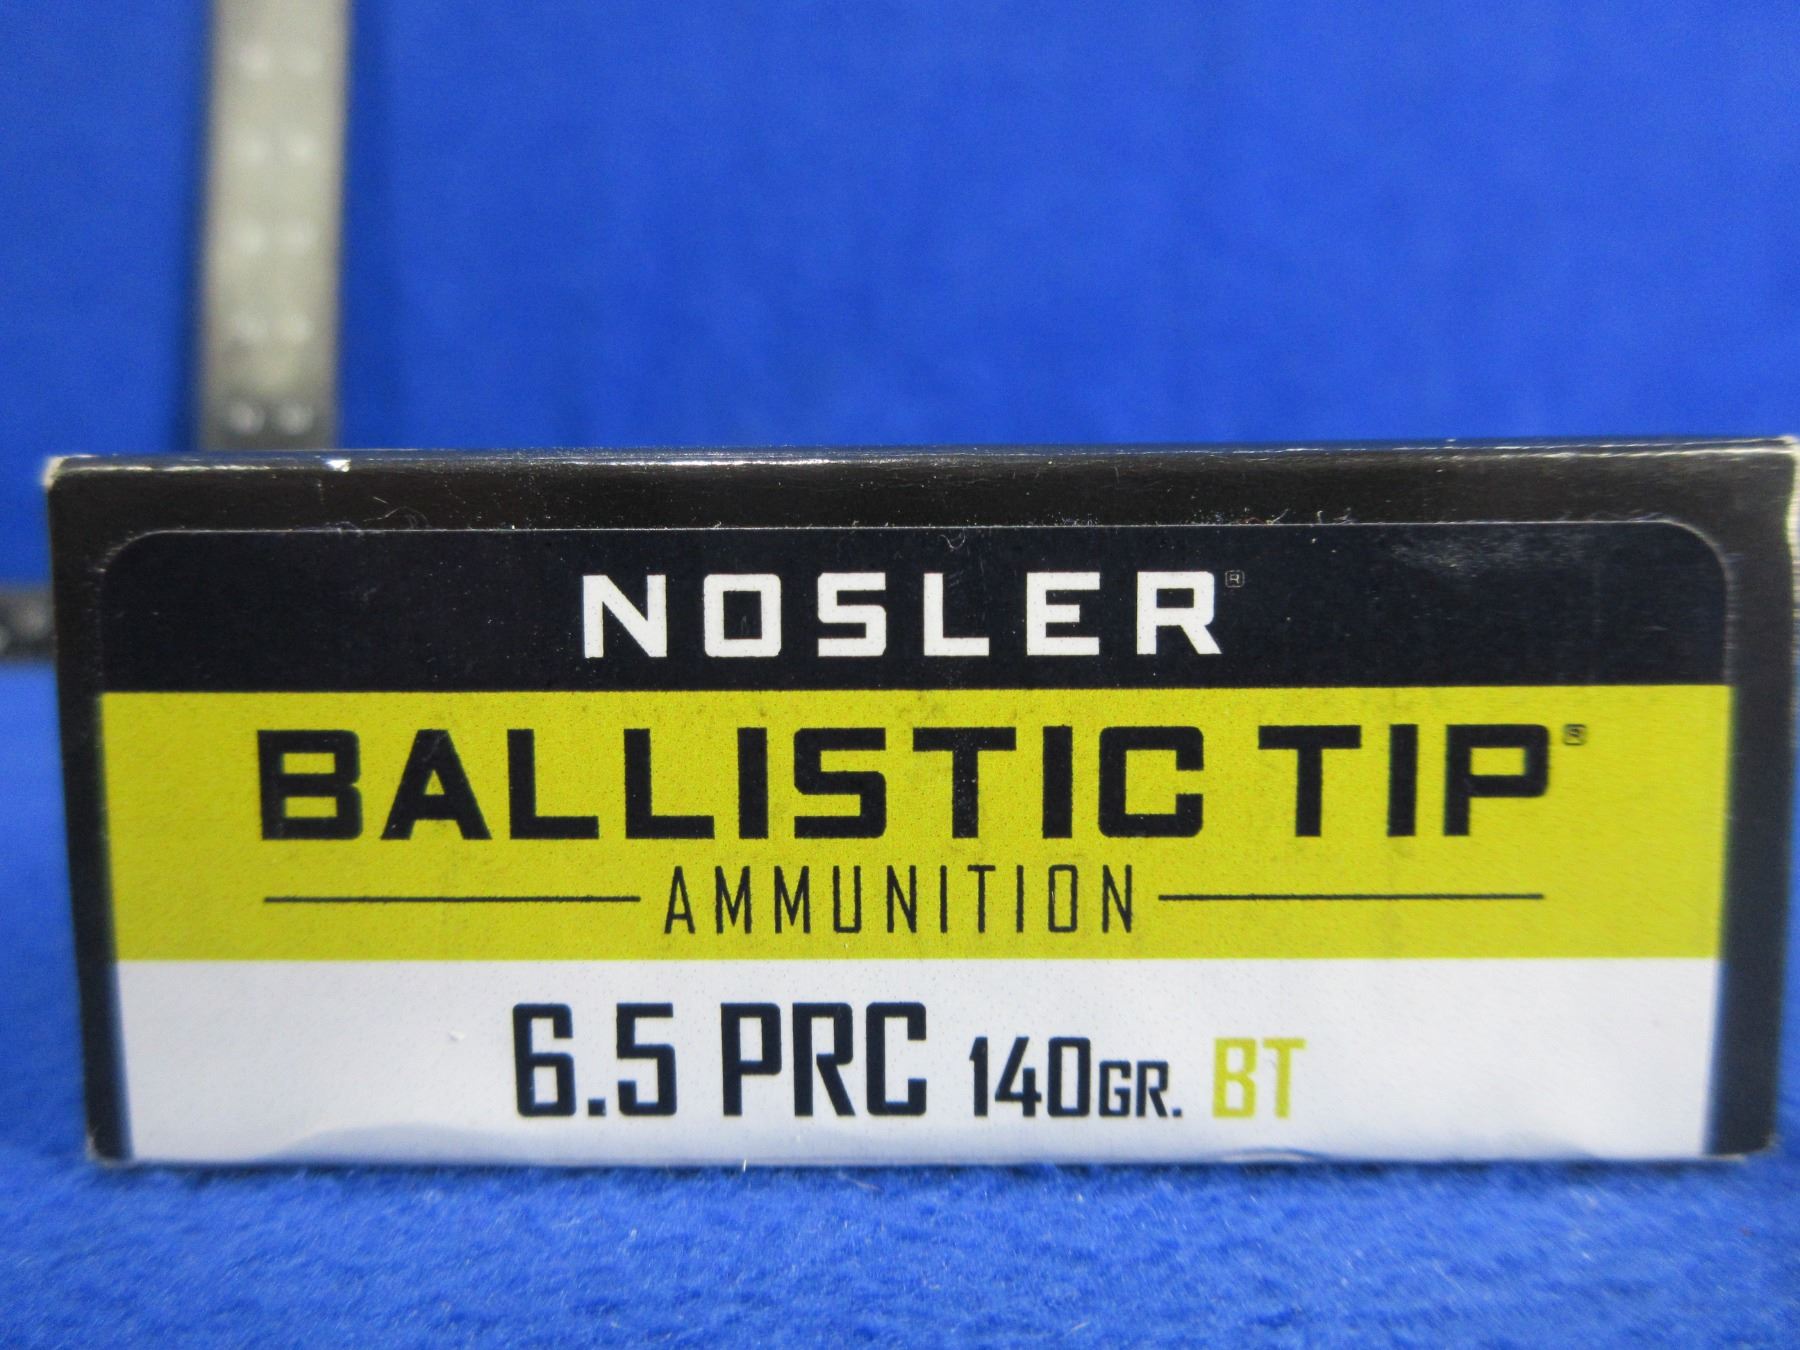 NOSLER®
BALLISTIC TIP®
AMMUNITION
6.5 PRC 140GR. BT